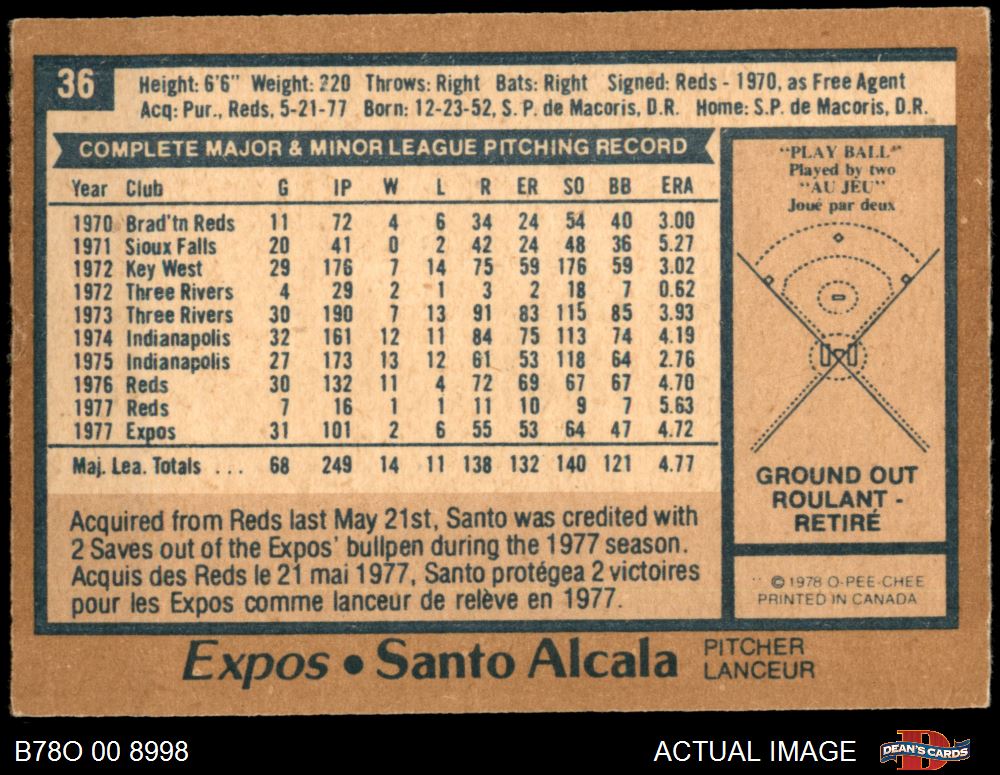 36
Height: 6'6" Weight: 220 Throws: Right Bats: Right Signed: Reds - 1970, as Free Agent
Acq: Pur., Reds, 5-21-77 Born: 12-23-52, S. P. de Macoris, D.R. Home: S.P. de Macoris, D.R.
COMPLETE MAJOR & MINOR LEAGUE PITCHING RECORD
Year Club G IP W L R ER SO BB ERA
1970 Brad'tn Reds 11 72 4 6 34 24 54 40 3.00
1971 Sioux Falls 20 41 0 2 42 24 48 36 5.27
1972 Key West 29 176 7 14 75 59 176 59 3.02
1972 Three Rivers 4 29 2 1 3 2 18 7 0.62
1973 Three Rivers 30 190 7 13 91 83 115 85 3.93
1974 Indianapolis 32 161 12 11 84 75 113 74 4.19
1975 Indianapolis 27 173 13 12 61 53 118 64 2.76
1976 Reds 30 132 11 4 72 69 67 67 4.70
1977 Reds 7 16 1 1 11 10 9 7 5.63
1977 Expos 31 101 2 6 55 53 64 47 4.72
Maj. Lea. Totals ... 68 249 14 11 138 132 140 121 4.77
Acquired from Reds last May 21st, Santo was credited with
2 Saves out of the Expos' bullpen during the 1977 season.
Acquis des Reds le 21 mai 1977, Santo protégea 2 victoires
pour les Expos comme lanceur de relève en 1977.
"PLAY BALL"
Played by two
"AU JEU"
Joué par deux
GROUND OUT
ROULANT -
RETIRÉ
© 1978 O-PEE-CHEE
PRINTED IN CANADA
Expos • Santo Alcala
PITCHER
LANCEUR
B78O 00 8998
ACTUAL IMAGE
DEAN'S CARDS